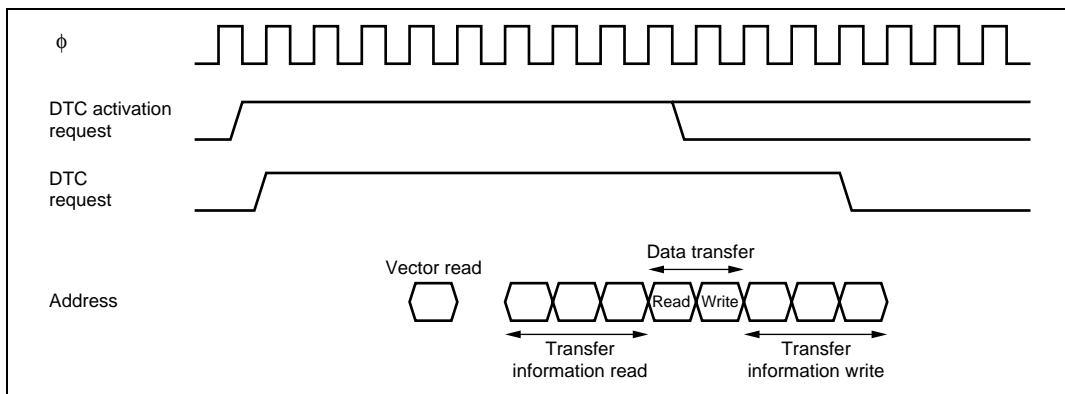 φ
DTC activation
request
DTC
request
Data transfer
Vector read
Address
Read
Write
Transfer
information read
Transfer
information write